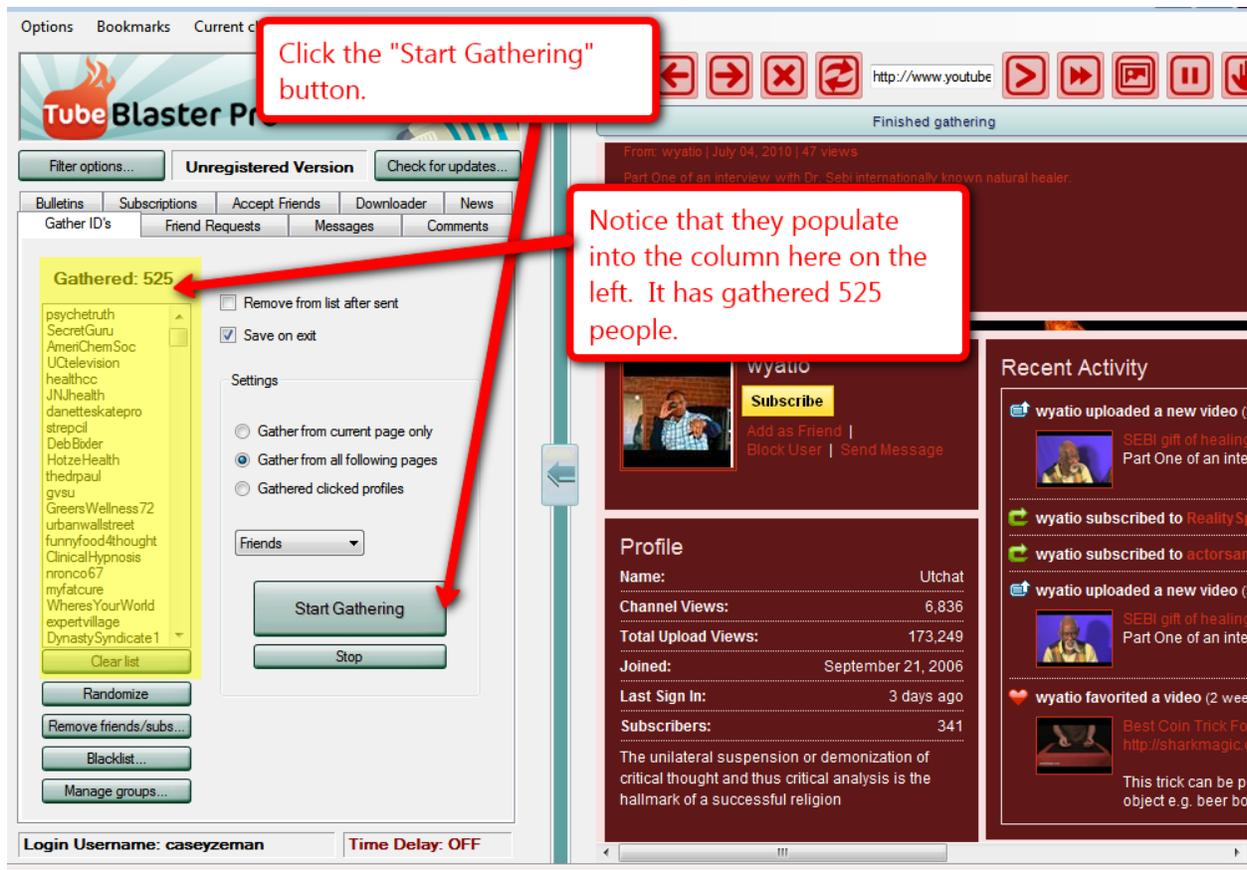 Options Bookmarks
Click the "Start Gathering"
button.
TubeBlaster
http://www.youtube
Finished gathering
Filter options...
Unregistered Version
Check for updates...
From: wyatio | July 04, 2010 | 47 views
Part One of an interview with Dr. Sebi internationally known natural healer.
Bulletins Subscriptions Accept Friends Downloader News
Gather ID's Friend Requests Messages Comments
Notice that they populate
into the column here on the
left. It has gathered 525
people.
Gathered: 525
psychetruth
SecretGuru
AmeriChemSoc
UCtelevision
healthcc
JNJhealth
danetteskatepro
strepcil
DebBixler
HotzeHealth
thedrpaul
gvsu
GreersWellness72
urbanwallstreet
funnyfood4thought
ClinicalHypnosis
nronco67
myfatcure
WheresYourWorld
expertvillage
DynastySyndicate1
Clear list
Randomize
Remove friends/subs...
Blacklist...
Manage groups...
Remove from list after sent
Save on exit
Settings
Gather from current page only
Gather from all following pages
Gathered clicked profiles
Friends
Start Gathering
Stop
Login Username: caseyzeman
Time Delay: OFF
wyatio
Subscribe
Add as Friend |
Block User | Send Message
Profile
Name: Utchat
Channel Views: 6,836
Total Upload Views: 173,249
Joined: September 21, 2006
Last Sign In: 3 days ago
Subscribers: 341
The unilateral suspension or demonization of
critical thought and thus critical analysis is the
hallmark of a successful religion
Recent Activity
wyatio uploaded a new video (
SEBI gift of healing
Part One of an inte
wyatio subscribed to RealitySp
wyatio subscribed to actorsan
wyatio uploaded a new video (
SEBI gift of healing
Part One of an inte
wyatio favorited a video (2 wee
Best Coin Trick Fo
http://sharkmagic.
This trick can be p
object e.g. beer bo